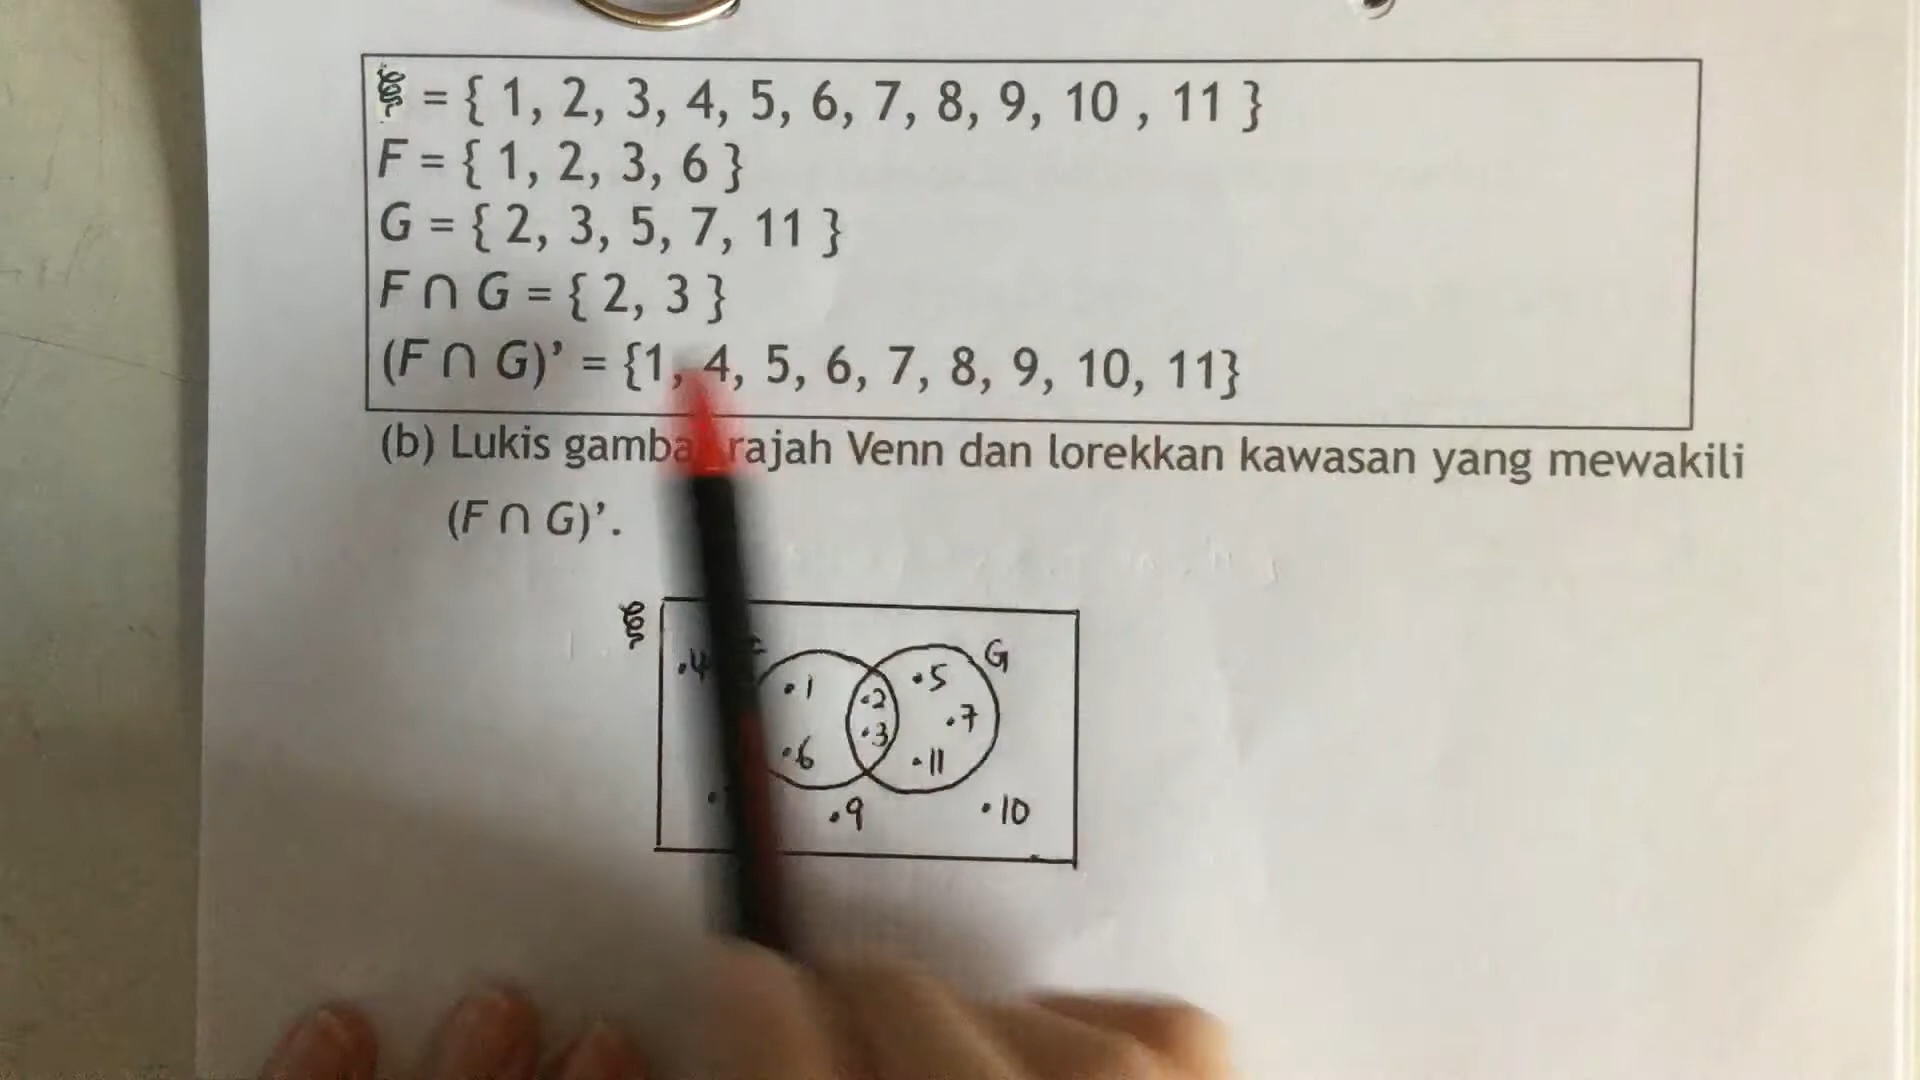 ξ = { 1, 2, 3, 4, 5, 6, 7, 8, 9, 10 , 11 }
F = { 1, 2, 3, 6 }
G = { 2, 3, 5, 7, 11 }
F ∩ G = { 2, 3 }
(F ∩ G)’ = {1, 4, 5, 6, 7, 8, 9, 10, 11}
(b) Lukis gambar rajah Venn dan lorekkan kawasan yang mewakili
(F ∩ G)’.
ξ
G
.4
.1
.2
.5
.3
.7
.6
.11
.9
.10